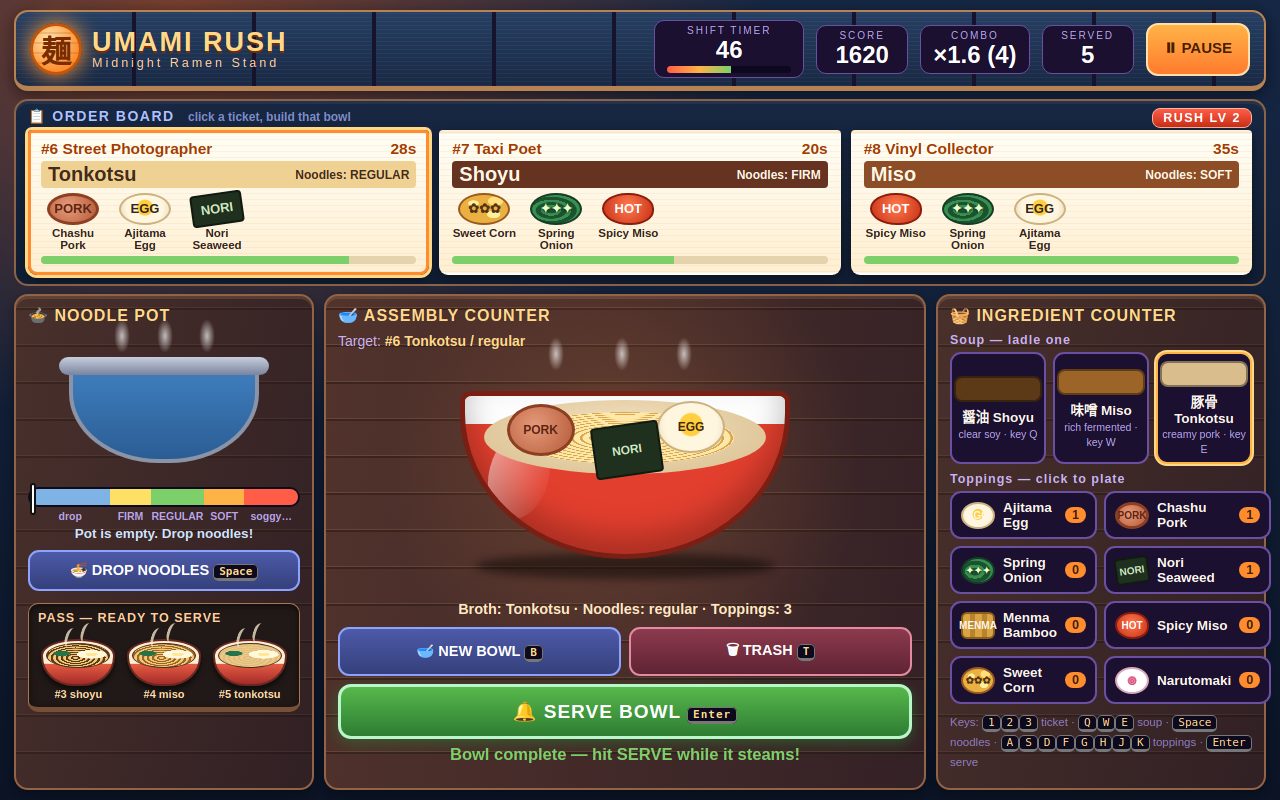 麺
UMAMI RUSH
Midnight Ramen Stand
SHIFT TIMER
46
SCORE
1620
COMBO
×1.6 (4)
SERVED
5
⏸ PAUSE
📋 ORDER BOARD click a ticket, build that bowl
RUSH LV 2
#6 Street Photographer 28s
Tonkotsu Noodles: REGULAR
PORK EGG NORI
Chashu Pork
Ajitama Egg
Nori Seaweed
#7 Taxi Poet 20s
Shoyu Noodles: FIRM
✿✿✿ ✦✦✦ HOT
Sweet Corn
Spring Onion
Spicy Miso
#8 Vinyl Collector 35s
Miso Noodles: SOFT
HOT ✦✦✦ EGG
Spicy Miso
Spring Onion
Ajitama Egg
🍲 NOODLE POT
drop FIRM REGULAR SOFT soggy…
Pot is empty. Drop noodles!
🍜 DROP NOODLES Space
PASS — READY TO SERVE
#3 shoyu #4 miso #5 tonkotsu
🥣 ASSEMBLY COUNTER
Target: #6 Tonkotsu / regular
PORK NORI EGG
Broth: Tonkotsu · Noodles: regular · Toppings: 3
🥣 NEW BOWL B
TRASH T
🔔 SERVE BOWL Enter
Bowl complete — hit SERVE while it steams!
🧺 INGREDIENT COUNTER
Soup — ladle one
醤油 Shoyu
clear soy · key Q
味噌 Miso
rich fermented ·
key W
豚骨
Tonkotsu
creamy pork · key
E
Toppings — click to plate
Ajitama
Egg
1
PORK
Chashu
Pork
1
✦✦✦
Spring
Onion
0
NORI
Nori
Seaweed
1
MENMA
Menma
Bamboo
0
HOT
Spicy Miso
0
✿✿✿
Sweet
Corn
0
Narutomaki
0
Keys: 1 2 3 ticket · Q W E soup · Space
noodles · A S D F G H J K toppings · Enter
serve